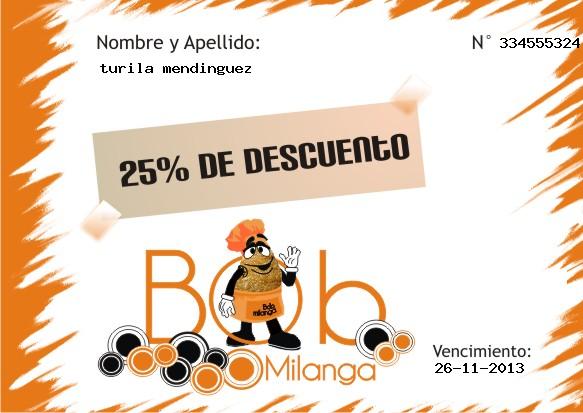 Nombre y Apellido:
N° 334555324
turila mendinguez
25% DE DESCUENTO
Bob
Bob
milanga
Milanga
Vencimiento:
26-11-2013